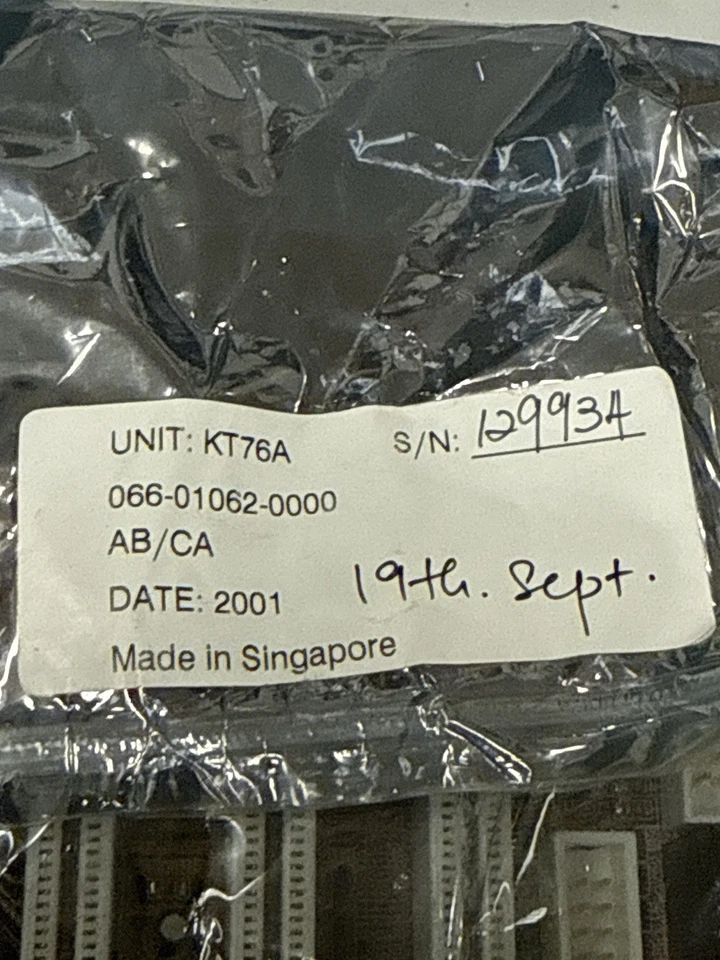 UNIT: KT76A S/N: 129934
066-01062-0000
AB/CA
DATE: 2001 19th. Sept.
Made in Singapore